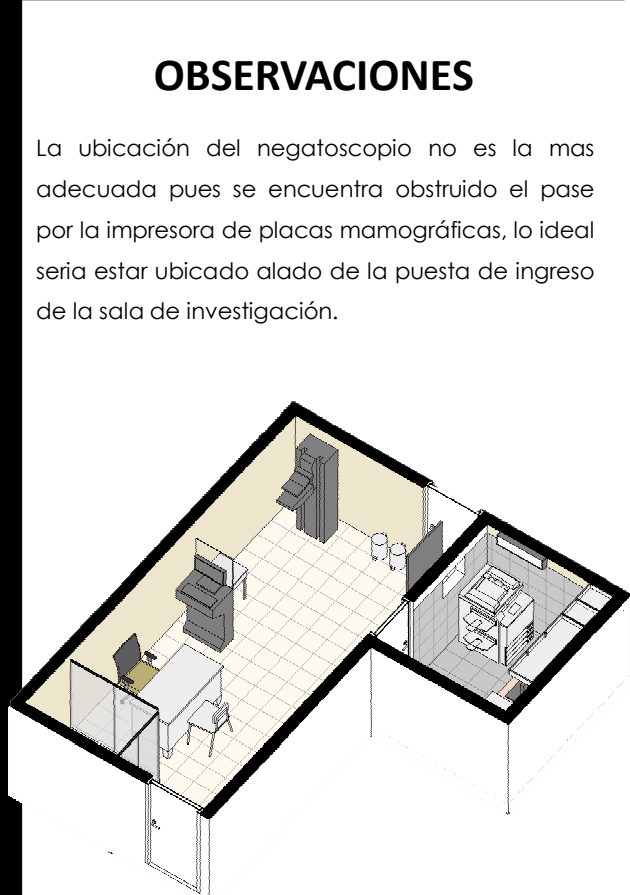 OBSERVACIONES
La ubicación del negatoscopio no es la mas
adecuada pues se encuentra obstruido el pase
por la impresora de placas mamográficas, lo ideal
seria estar ubicado alado de la puesta de ingreso
de la sala de investigación.